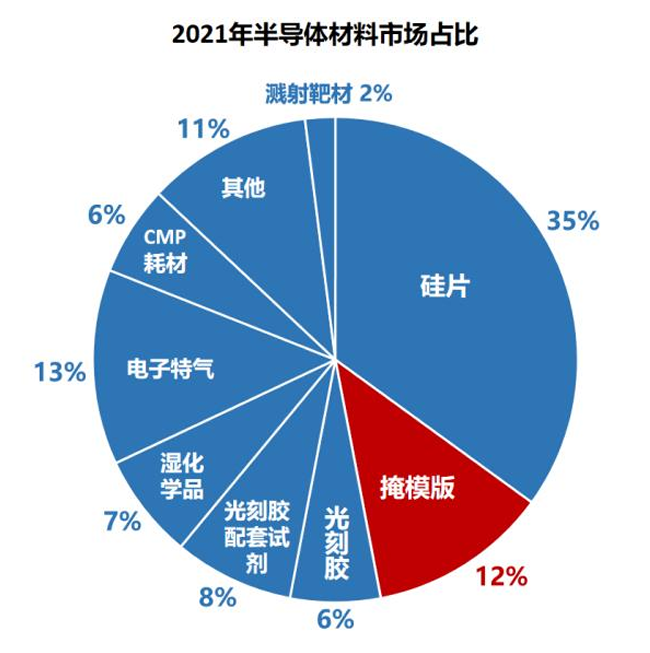 2021年半导体材料市场占比
溅射靶材 2%
35%
硅片
掩模版
12%
光
刻
胶
6%
光刻胶
配套试
剂
8%
湿化
学品
7%
电子特气
13%
CMP
耗材
6%
其他
11%